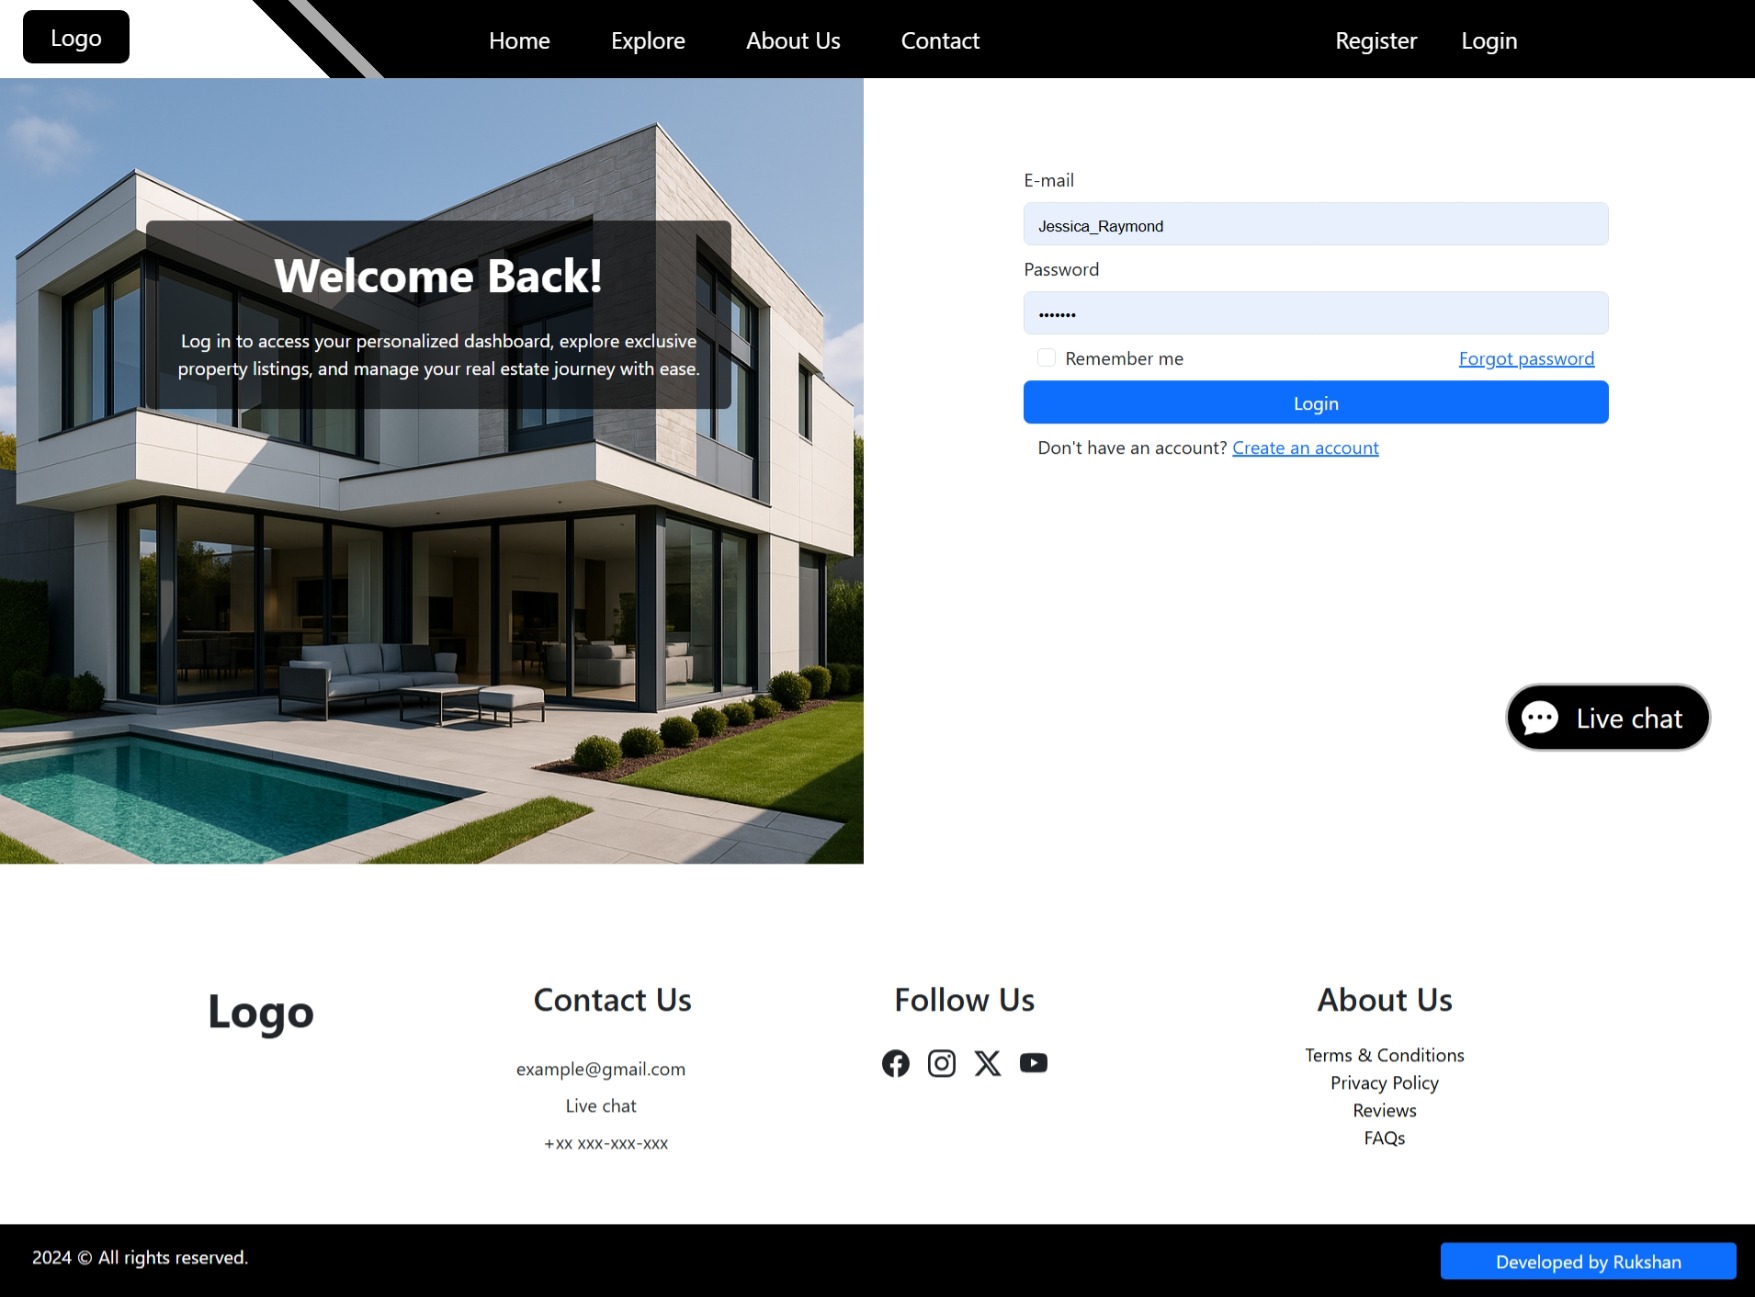 Logo
Home Explore About Us Contact Register Login
Welcome Back!
Log in to access your personalized dashboard, explore exclusive
property listings, and manage your real estate journey with ease.
E-mail
Jessica_Raymond
Password
•••••••
Remember me Forgot password
Login
Don't have an account? Create an account
Live chat
Logo
Contact Us
example@gmail.com
Live chat
+xx xxx-xxx-xxx
Follow Us
About Us
Terms & Conditions
Privacy Policy
Reviews
FAQs
2024 © All rights reserved.
Developed by Rukshan